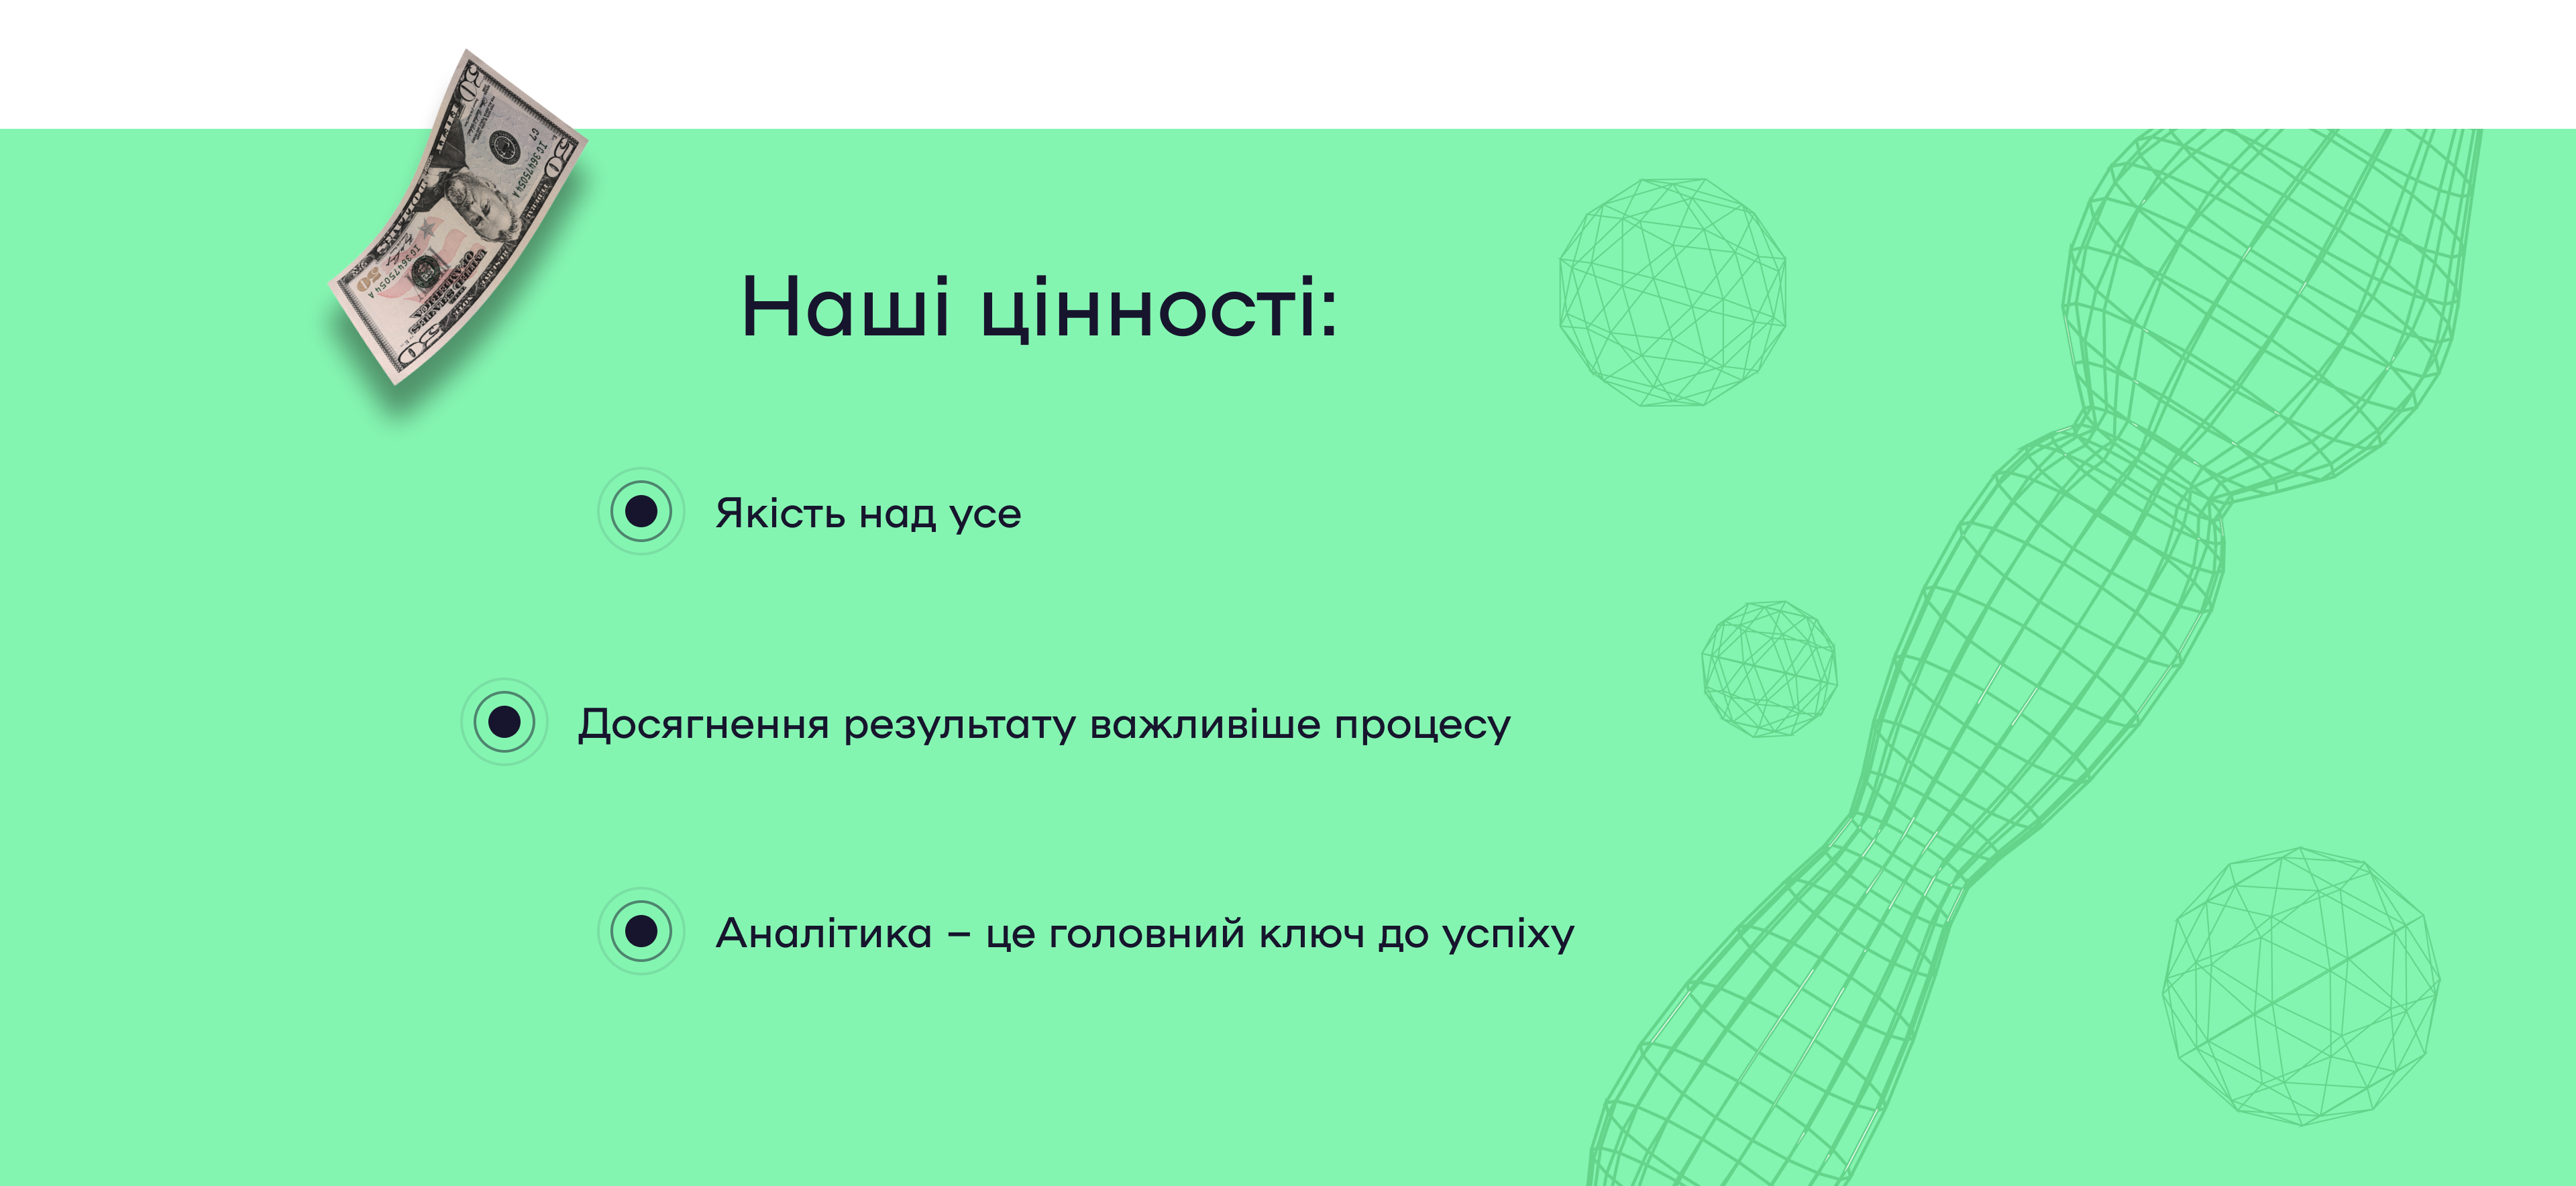 Наші цінності:
Якість над усе
Досягнення результату важливіше процесу
Аналітика – це головний ключ до успіху